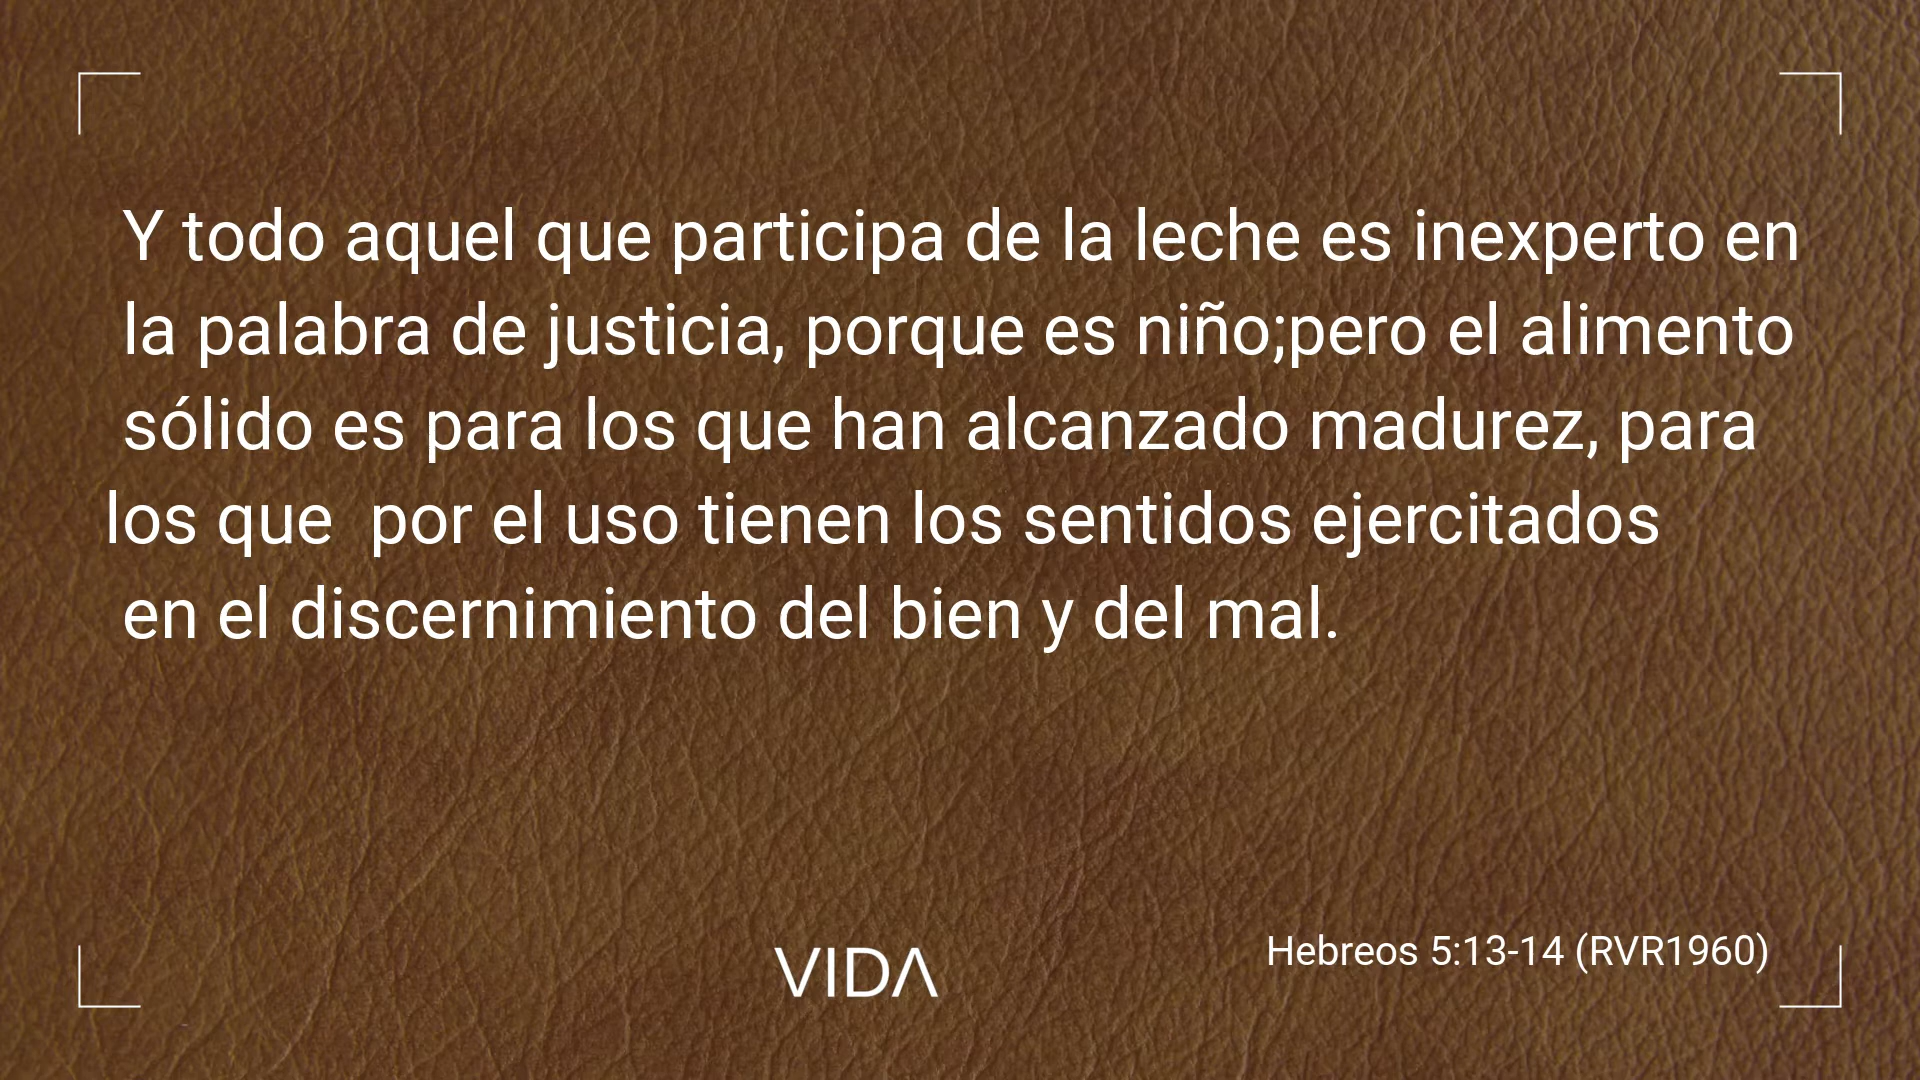 Y todo aquel que participa de la leche es inexperto en
la palabra de justicia, porque es niño;pero el alimento
sólido es para los que han alcanzado madurez, para
los que  por el uso tienen los sentidos ejercitados
en el discernimiento del bien y del mal.
Hebreos 5:13-14 (RVR1960)
VIDA